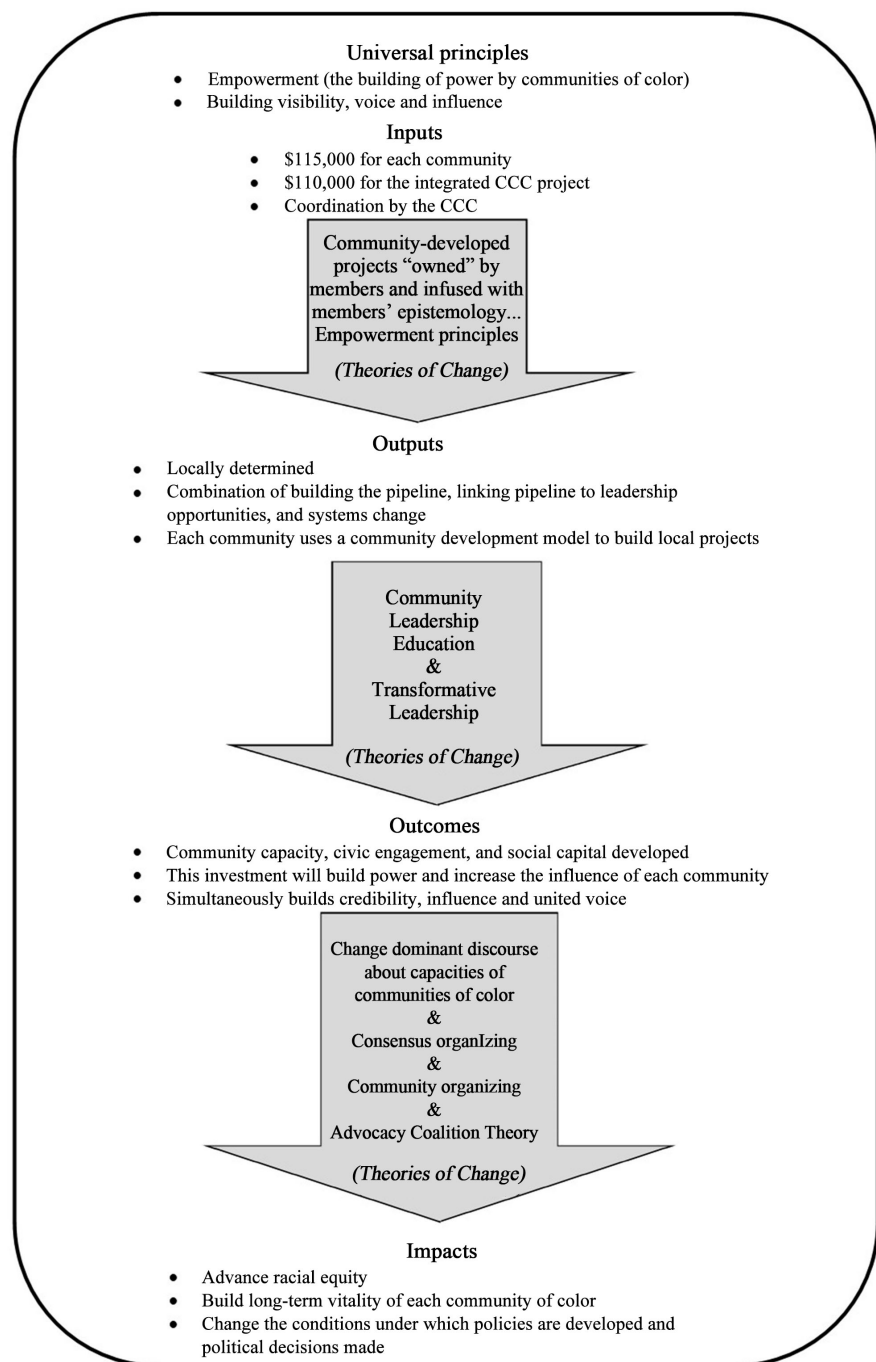 Universal principles
• Empowerment (the building of power by communities of color)
• Building visibility, voice and influence
Inputs
• $115,000 for each community
• $110,000 for the integrated CCC project
• Coordination by the CCC
Community-developed
projects “owned” by
members and infused with
members’ epistemology...
Empowerment principles
(Theories of Change)
Outputs
• Locally determined
• Combination of building the pipeline, linking pipeline to leadership
opportunities, and systems change
• Each community uses a community development model to build local projects
Community
Leadership
Education
&
Transformative
Leadership
(Theories of Change)
Outcomes
• Community capacity, civic engagement, and social capital developed
• This investment will build power and increase the influence of each community
• Simultaneously builds credibility, influence and united voice
Change dominant discourse
about capacities of
communities of color
&
Consensus organIzing
&
Community organizing
&
Advocacy Coalition Theory
(Theories of Change)
Impacts
• Advance racial equity
• Build long-term vitality of each community of color
• Change the conditions under which policies are developed and
political decisions made